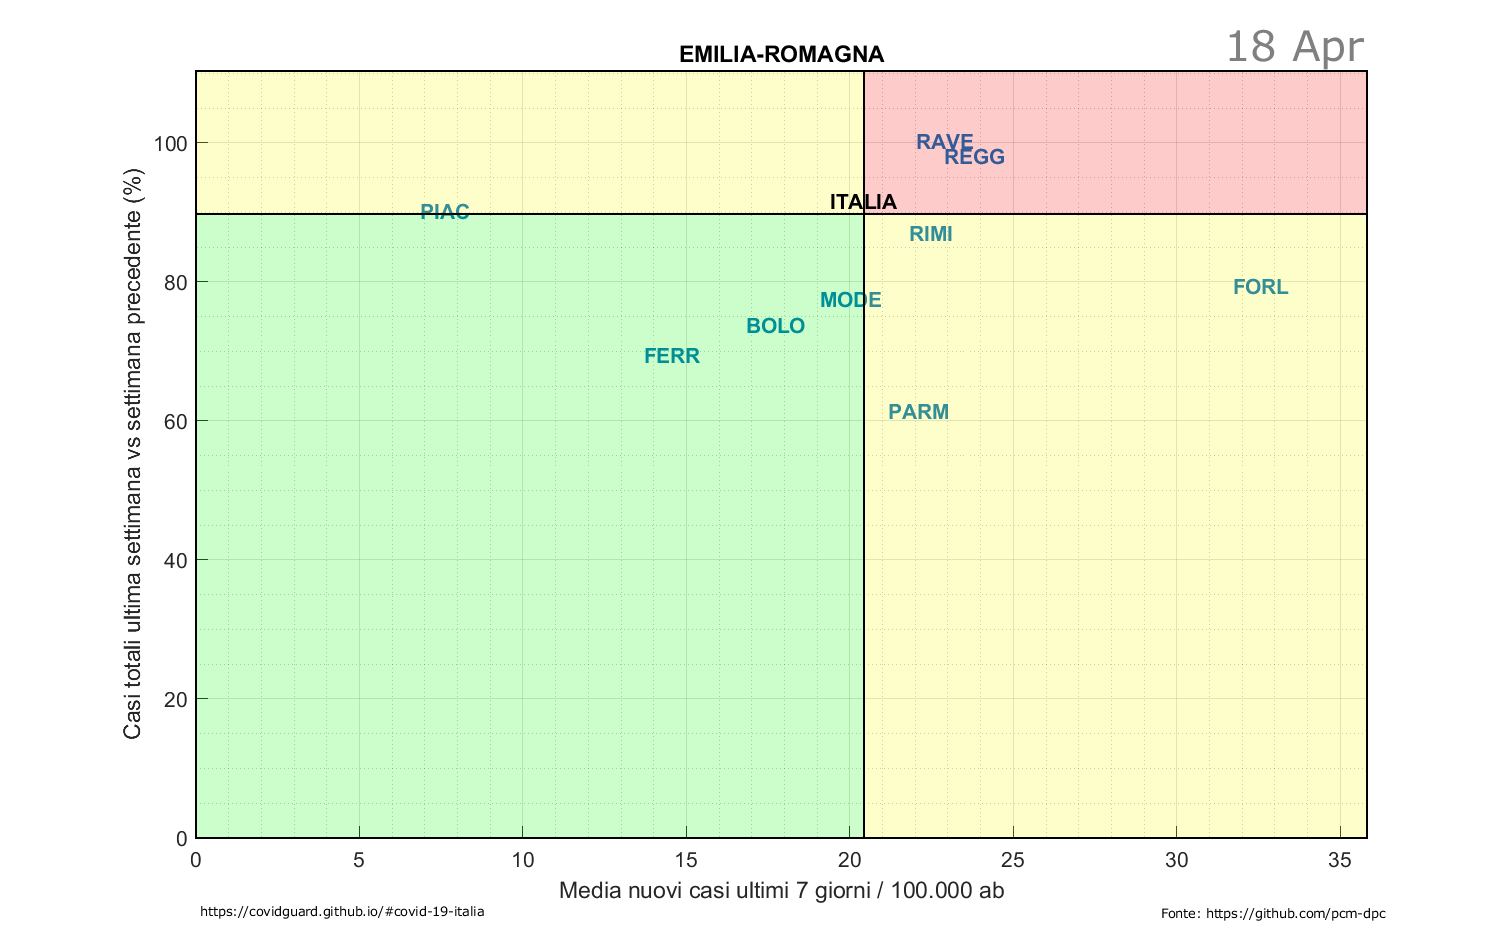 18 Apr
EMILIA-ROMAGNA
Casi totali ultima settimana vs settimana precedente (%)
100
80
60
40
20
0
RAVE
REGG
ITALIA
PIAC
RIMI
FORL
MODE
BOLO
FERR
PARM
0 5 10 15 20 25 30 35
Media nuovi casi ultimi 7 giorni / 100.000 ab
https://covidguard.github.io/#covid-19-italia
Fonte: https://github.com/pcm-dpc